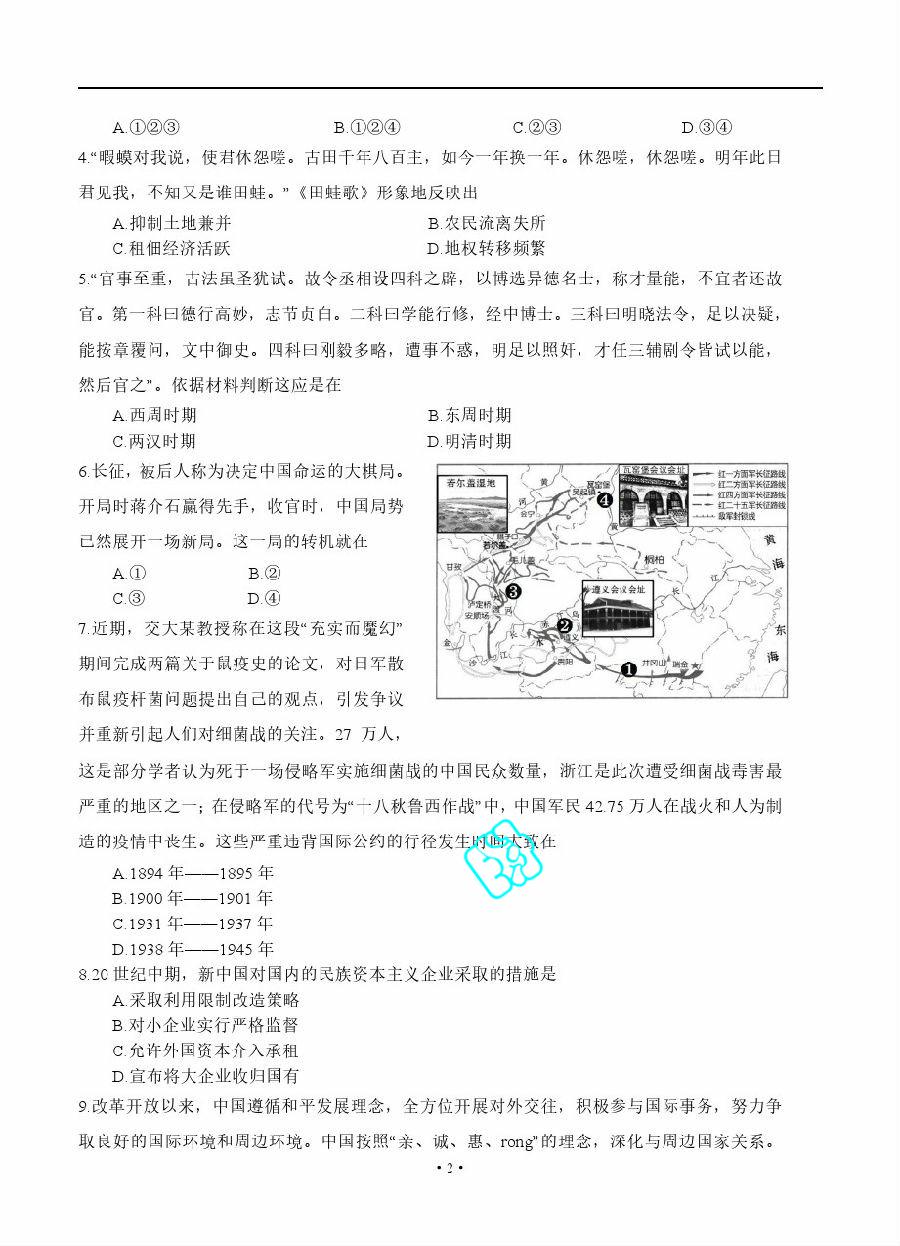 A.①②③ B.①②④ C.②③ D.③④
4.“暇蟆对我说，使君休怨嗟。古田千年八百主，如今一年换一年。休怨嗟，休怨嗟。明年此日
君见我，不知又是谁田蛙。”《田蛙歌》形象地反映出
A.抑制土地兼并 B.农民流离失所
C.租佃经济活跃 D.地权转移频繁
5.“官事至重，古法虽圣犹试。故令丞相设四科之辟，以博选异德名士，称才量能，不宜者还故
官。第一科曰德行高妙，志节贞白。二科曰学能行修，经中博士。三科曰明晓法令，足以决疑，
能按章覆问，文中御史。四科曰刚毅多略，遭事不惑，明足以照奸，才任三辅剧令皆试以能，
然后官之”。依据材料判断这应是在
A.西周时期 B.东周时期
C.两汉时期 D.明清时期
6.长征，被后人称为决定中国命运的大棋局。
开局时蒋介石赢得先手，收官时，中国局势
已然展开一场新局。这一局的转机就在
A.① B.②
C.③ D.④
若尔盖湿地
瓦窑堡会议会址
红一方面军长征路线
红二方面军长征路线
红四方面军长征路线
红二十五军长征路线
敌军封锁线
黄
河
瓦窑堡
吴起镇
❹
会宁
黄
腊子口
若尔盖
毛儿盖
甘孜
桐柏
黄
海
❸
泸定桥
安顺场
大渡河
遵义会议会址
长
江
❷
赤
水
乌
遵义
东
海
金
沙
江
长
贵阳
❶
井冈山
瑞金
7.近期，交大某教授称在这段“充实而魔幻”
期间完成两篇关于鼠疫史的论文，对日军散
布鼠疫杆菌问题提出自己的观点，引发争议
并重新引起人们对细菌战的关注。27 万人，
这是部分学者认为死于一场侵略军实施细菌战的中国民众数量，浙江是此次遭受细菌战毒害最
严重的地区之一；在侵略军的代号为“十八秋鲁西作战”中，中国军民 42.75 万人在战火和人为制
造的疫情中丧生。这些严重违背国际公约的行径发生时间大致在
A.1894 年——1895 年
B.1900 年——1901 年
C.1931 年——1937 年
D.1938 年——1945 年
8.20 世纪中期，新中国对国内的民族资本主义企业采取的措施是
A.采取利用限制改造策略
B.对小企业实行严格监督
C.允许外国资本介入承租
D.宣布将大企业收归国有
9.改革开放以来，中国遵循和平发展理念，全方位开展对外交往，积极参与国际事务，努力争
取良好的国际环境和周边环境。中国按照“亲、诚、惠、rong”的理念，深化与周边国家关系。
·2·